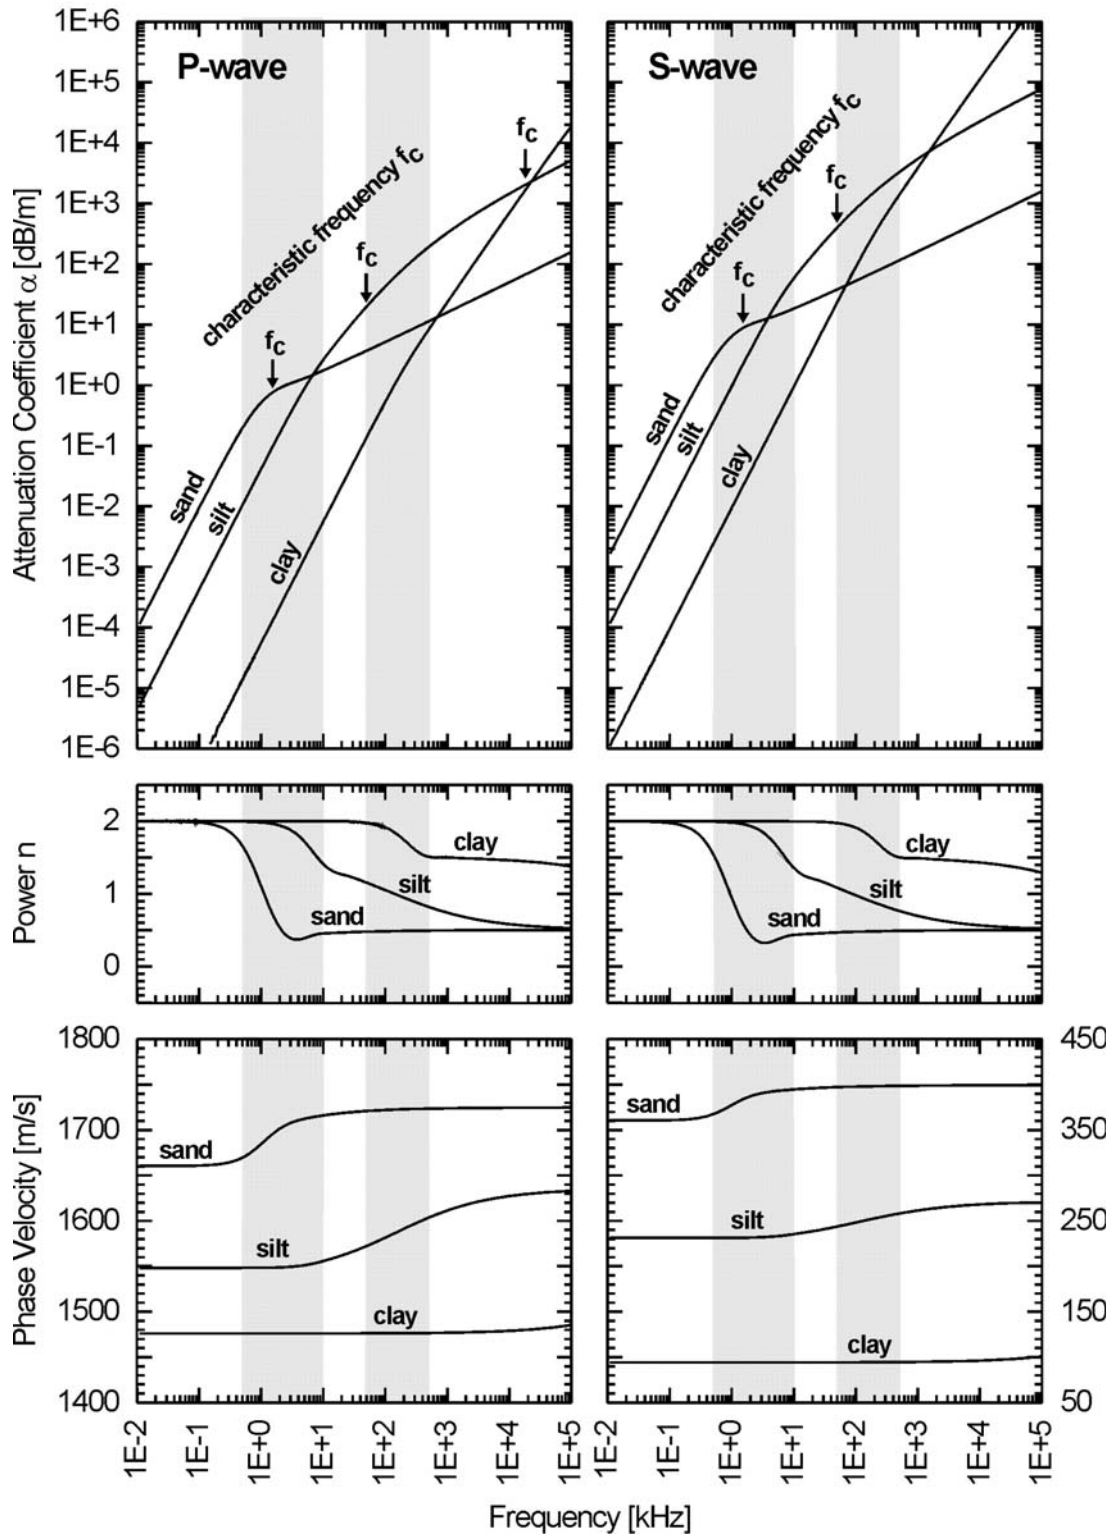 P-wave
S-wave
Attenuation Coefficient α [dB/m]
1E+6
1E+5
1E+4
1E+3
1E+2
1E+1
1E+0
1E-1
1E-2
1E-3
1E-4
1E-5
1E-6
characteristic frequency fc
fc
fc
fc
sand
silt
clay
characteristic frequency fc
fc
fc
sand
silt
clay
Power n
2
1
0
clay
silt
sand
clay
silt
sand
Phase Velocity [m/s]
1800
1700
1600
1500
1400
sand
silt
clay
sand
silt
clay
450
350
250
150
50
1E-2
1E-1
1E+0
1E+1
1E+2
1E+3
1E+4
1E+5
1E-2
1E-1
1E+0
1E+1
1E+2
1E+3
1E+4
1E+5
Frequency [kHz]